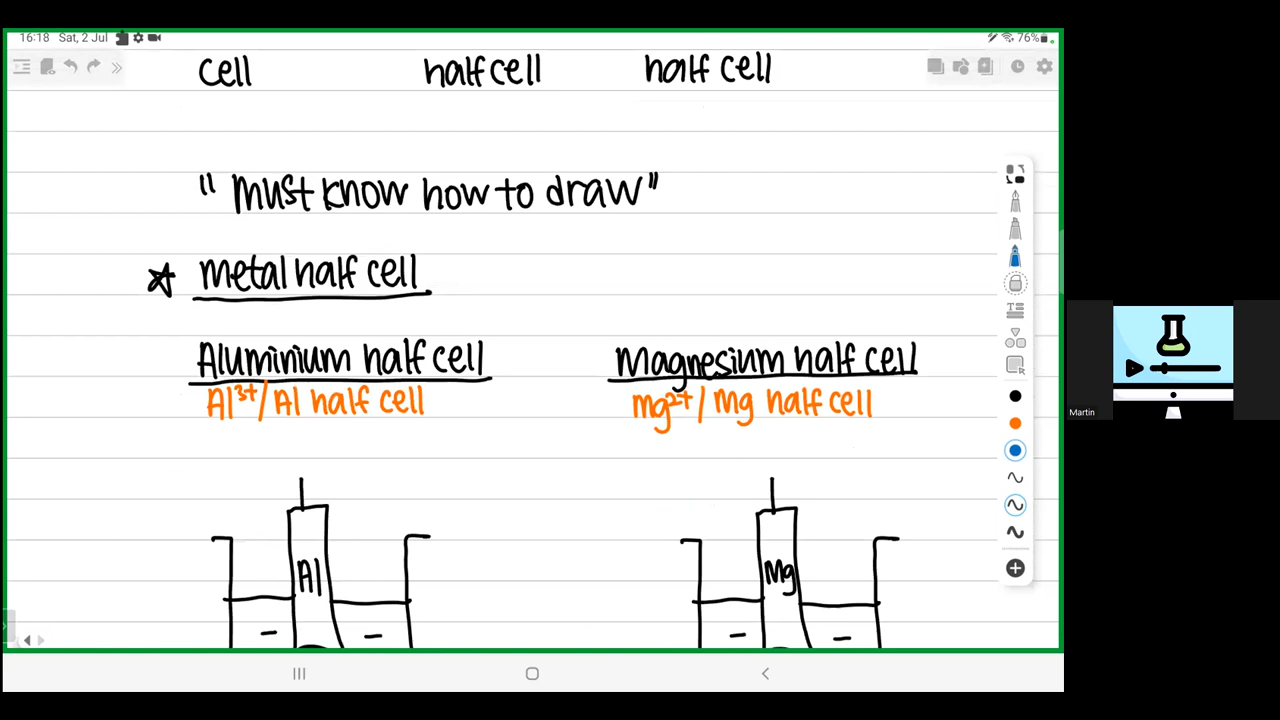 16:18 Sat, 2 Jul 76%
Cell half cell half cell
"must know how to draw"
metal half cell
Aluminium half cell Magnesium half cell
Al³⁺/Al half cell mg²⁺/mg half cell
Al Mg
Martin